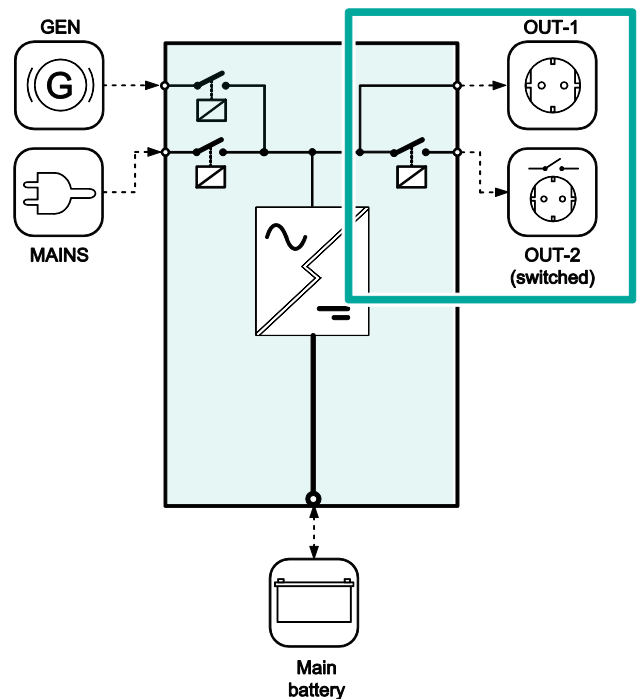 GEN
OUT-1
G
MAINS
OUT-2
(switched)
Main
battery